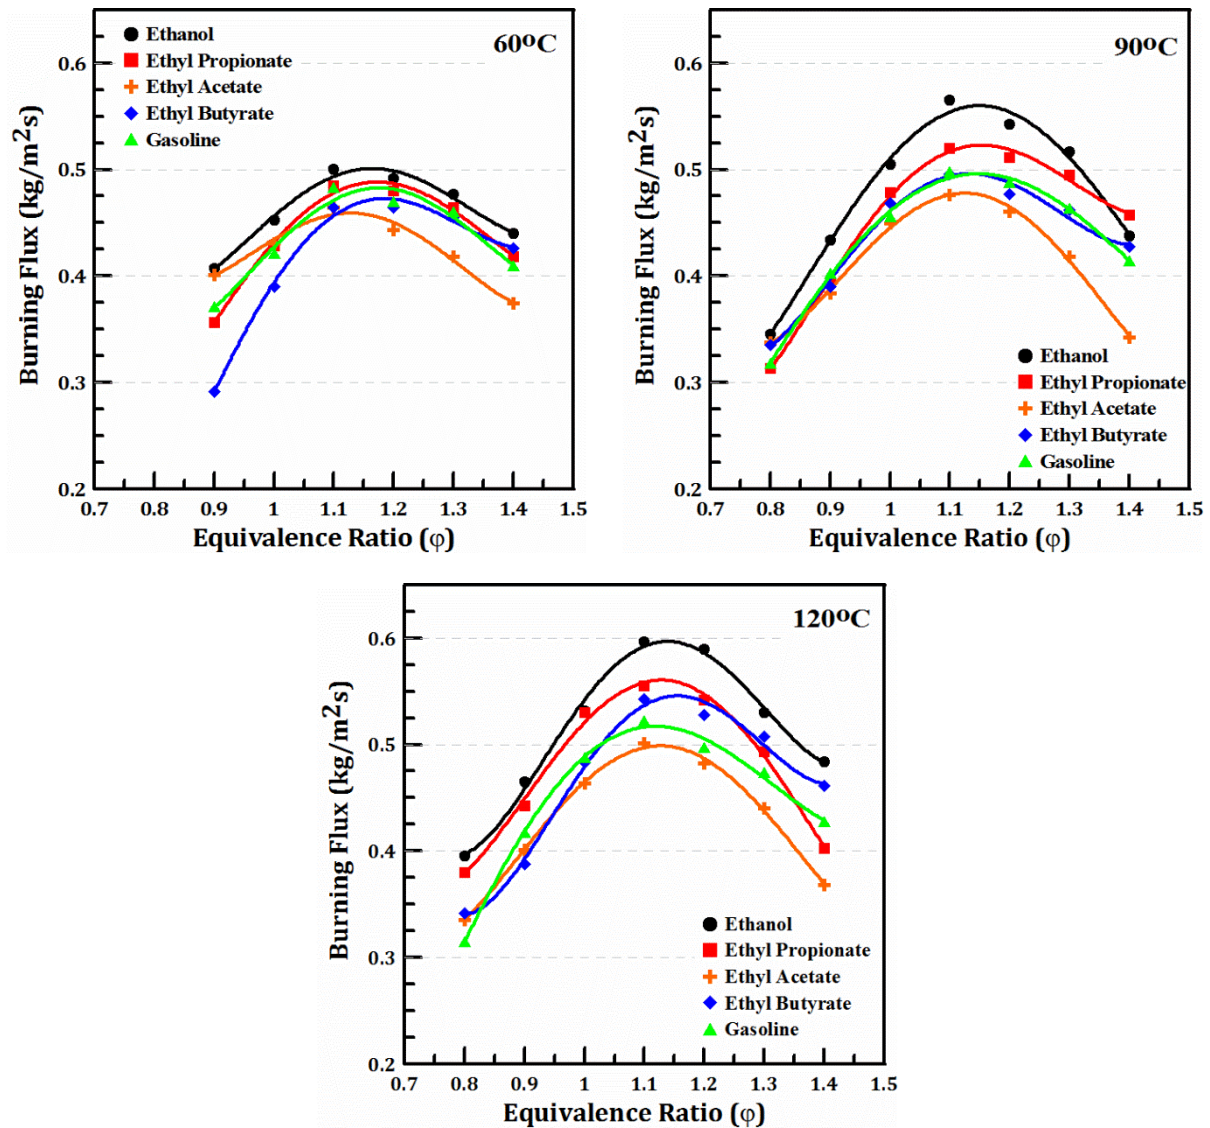 60ºC
Ethanol
Ethyl Propionate
Ethyl Acetate
Ethyl Butyrate
Gasoline
Burning Flux (kg/m²s)
0.6
0.5
0.4
0.3
0.2
0.7 0.8 0.9 1 1.1 1.2 1.3 1.4 1.5
Equivalence Ratio (φ)
90ºC
Burning Flux (kg/m²s)
0.6
0.5
0.4
0.3
0.2
Ethanol
Ethyl Propionate
Ethyl Acetate
Ethyl Butyrate
Gasoline
0.7 0.8 0.9 1 1.1 1.2 1.3 1.4 1.5
Equivalence Ratio (φ)
120ºC
Burning Flux (kg/m²s)
0.6
0.5
0.4
0.3
0.2
Ethanol
Ethyl Propionate
Ethyl Acetate
Ethyl Butyrate
Gasoline
0.7 0.8 0.9 1 1.1 1.2 1.3 1.4 1.5
Equivalence Ratio (φ)